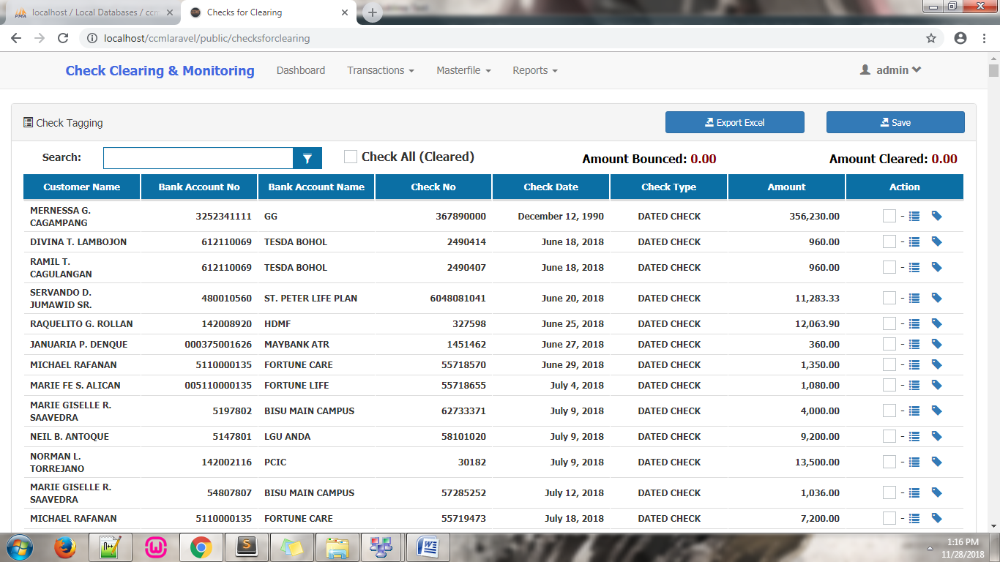 localhost / Local Databases / ccm
Checks for Clearing
localhost/ccmlaravel/public/checksforclearing
Check Clearing & Monitoring Dashboard Transactions Masterfile Reports admin
Check Tagging Export Excel Save
Search: Check All (Cleared) Amount Bounced: 0.00 Amount Cleared: 0.00
Customer Name Bank Account No Bank Account Name Check No Check Date Check Type Amount Action
MERNESSA G.
CAGAMPANG 3252341111 GG 367890000 December 12, 1990 DATED CHECK 356,230.00 -
DIVINA T. LAMBOJON 612110069 TESDA BOHOL 2490414 June 18, 2018 DATED CHECK 960.00 -
RAMIL T.
CAGULANGAN 612110069 TESDA BOHOL 2490407 June 18, 2018 DATED CHECK 960.00 -
SERVANDO D.
JUMAWID SR. 480010560 ST. PETER LIFE PLAN 6048081041 June 20, 2018 DATED CHECK 11,283.33 -
RAQUELITO G. ROLLAN 142008920 HDMF 327598 June 25, 2018 DATED CHECK 12,063.90 -
JANUARIA P. DENQUE 000375001626 MAYBANK ATR 1451462 June 27, 2018 DATED CHECK 360.00 -
MICHAEL RAFANAN 5110000135 FORTUNE CARE 55718570 June 29, 2018 DATED CHECK 1,350.00 -
MARIE FE S. ALICAN 005110000135 FORTUNE LIFE 55718655 July 4, 2018 DATED CHECK 1,080.00 -
MARIE GISELLE R.
SAAVEDRA 5197802 BISU MAIN CAMPUS 62733371 July 9, 2018 DATED CHECK 4,000.00 -
NEIL B. ANTOQUE 5147801 LGU ANDA 58101020 July 9, 2018 DATED CHECK 9,200.00 -
NORMAN L.
TORREJANO 142002116 PCIC 30182 July 9, 2018 DATED CHECK 13,500.00 -
MARIE GISELLE R.
SAAVEDRA 54807807 BISU MAIN CAMPUS 57285252 July 12, 2018 DATED CHECK 1,036.00 -
MICHAEL RAFANAN 5110000135 FORTUNE CARE 55719473 July 18, 2018 DATED CHECK 7,200.00 -
1:16 PM
11/28/2018